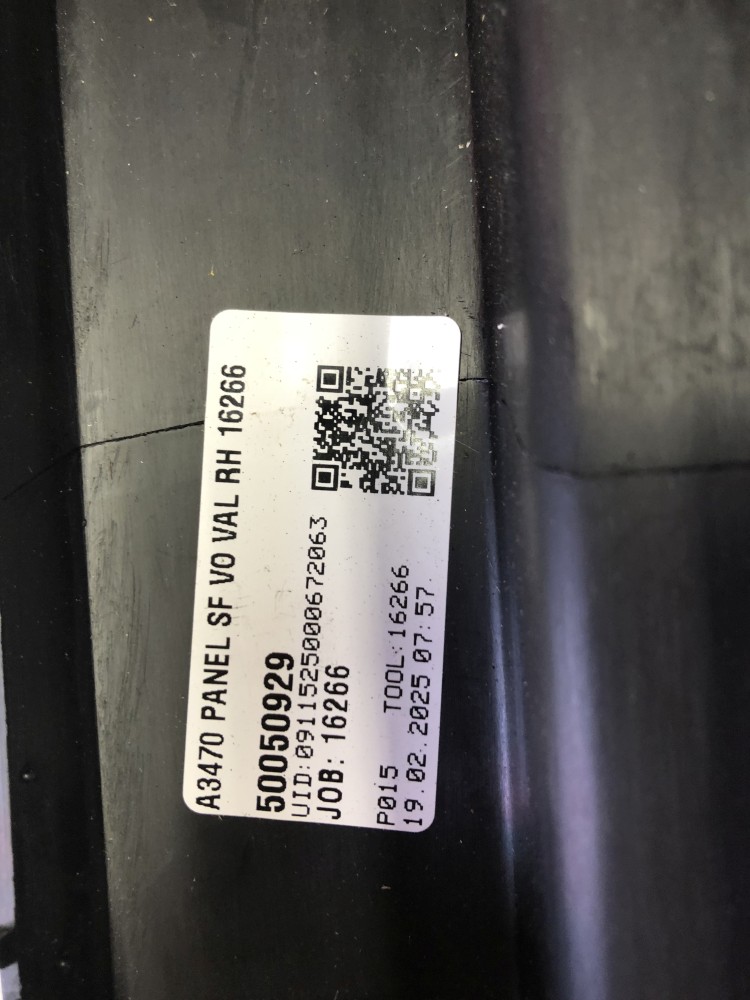 A3470 PANEL SF VO VAL RH 16266
50050929
UID:0911525000672063
JOB: 16266
P015 TOOL:16266
19.02.2025 07:57